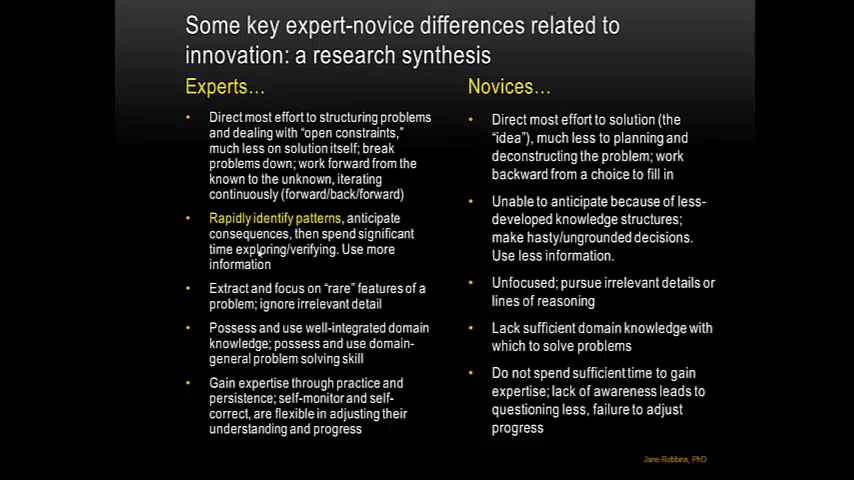 Some key expert-novice differences related to
innovation: a research synthesis
Experts…
• Direct most effort to structuring problems
and dealing with “open constraints,”
much less on solution itself; break
problems down; work forward from the
known to the unknown, iterating
continuously (forward/back/forward)
• Rapidly identify patterns, anticipate
consequences, then spend significant
time exploring/verifying. Use more
information
• Extract and focus on “rare” features of a
problem; ignore irrelevant detail
• Possess and use well-integrated domain
knowledge; possess and use domain-
general problem solving skill
• Gain expertise through practice and
persistence; self-monitor and self-
correct, are flexible in adjusting their
understanding and progress
Novices…
• Direct most effort to solution (the
“idea”), much less to planning and
deconstructing the problem; work
backward from a choice to fill in
• Unable to anticipate because of less-
developed knowledge structures;
make hasty/ungrounded decisions.
Use less information.
• Unfocused; pursue irrelevant details or
lines of reasoning
• Lack sufficient domain knowledge with
which to solve problems
• Do not spend sufficient time to gain
expertise; lack of awareness leads to
questioning less, failure to adjust
progress
Jane Robbins, PhD